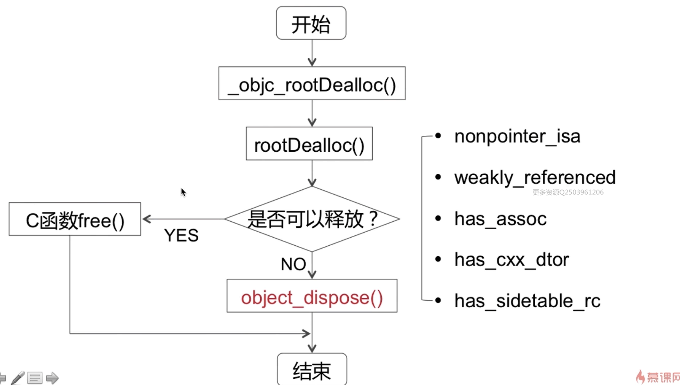 开始
_objc_rootDealloc()
rootDealloc()
是否可以释放？
YES
C函数free()
NO
object_dispose()
结束
• nonpointer_isa
• weakly_referenced
• has_assoc
• has_cxx_dtor
• has_sidetable_rc
慕课网